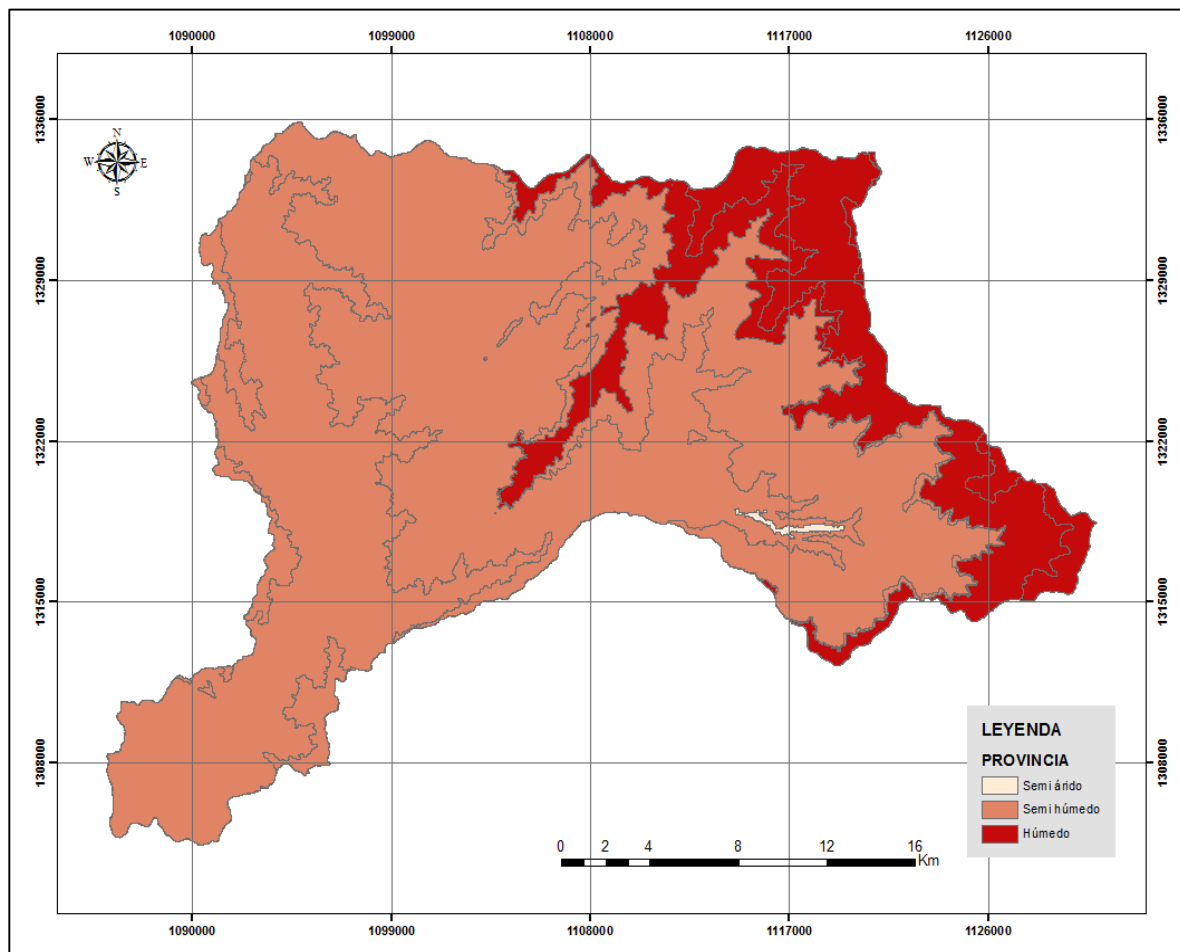 1090000 1099000 1108000 1117000 1126000
1336000 1336000
N
W E
S
1329000 1329000
1322000 1322000
1315000 1315000
LEYENDA
PROVINCIA
1308000 1308000
Semi árido
Semi húmedo
Húmedo
0 2 4 8 12 16
Km
1090000 1099000 1108000 1117000 1126000